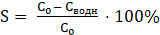 S = (C₀ − Cводн) / C₀ · 100%